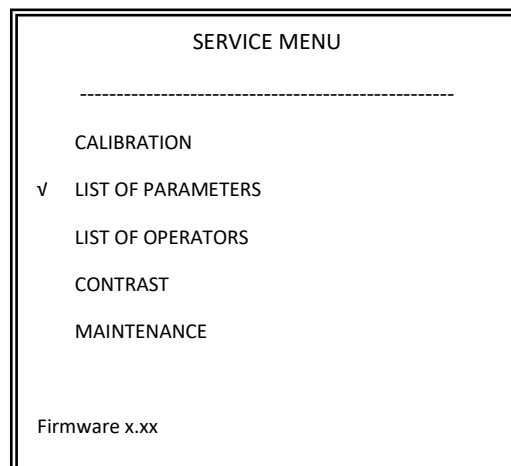 SERVICE MENU
---------------------------------------------------
CALIBRATION
√ LIST OF PARAMETERS
LIST OF OPERATORS
CONTRAST
MAINTENANCE
Firmware x.xx